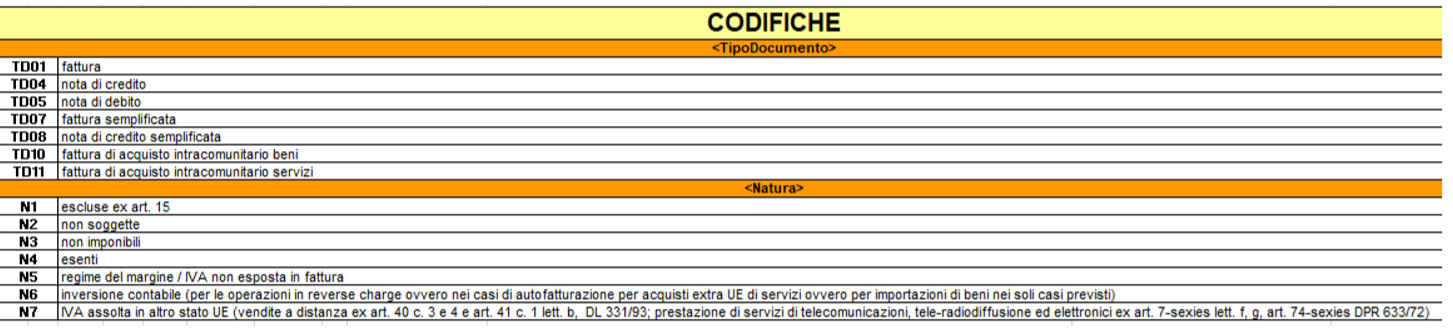 CODIFICHE
<TipoDocumento>
TD01 fattura
TD04 nota di credito
TD05 nota di debito
TD07 fattura semplificata
TD08 nota di credito semplificata
TD10 fattura di acquisto intracomunitario beni
TD11 fattura di acquisto intracomunitario servizi
<Natura>
N1 escluse ex art. 15
N2 non soggette
N3 non imponibili
N4 esenti
N5 regime del margine / IVA non esposta in fattura
N6 inversione contabile (per le operazioni in reverse charge ovvero nei casi di autofatturazione per acquisti extra UE di servizi ovvero per importazioni di beni nei soli casi previsti)
N7 IVA assolta in altro stato UE (vendite a distanza ex art. 40 c. 3 e 4 e art. 41 c. 1 lett. b, DL 331/93; prestazione di servizi di telecomunicazioni, tele-radiodiffusione ed elettronici ex art. 7-sexies lett. f, g, art. 74-sexies DPR 633/72)